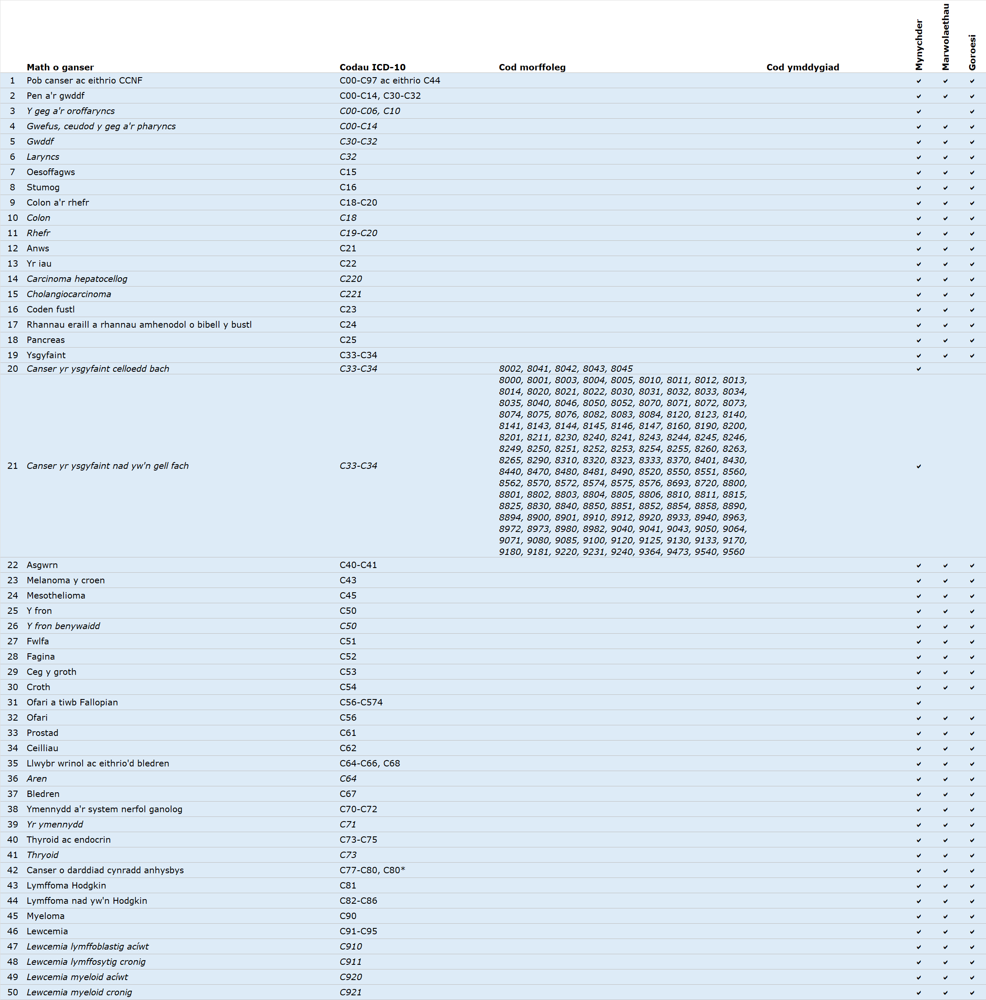 Math o ganser Codau ICD-10 Cod morffoleg Cod ymddygiad Mynychder Marwolaethau Goroesi
1 Pob canser ac eithrio CCNF C00-C97 ac eithrio C44 ✓ ✓ ✓
2 Pen a'r gwddf C00-C14, C30-C32 ✓ ✓ ✓
3 Y geg a'r oroffaryncs C00-C06, C10 ✓ ✓
4 Gwefus, ceudod y geg a'r pharyncs C00-C14 ✓ ✓ ✓
5 Gwddf C30-C32 ✓ ✓ ✓
6 Laryncs C32 ✓ ✓ ✓
7 Oesoffagws C15 ✓ ✓ ✓
8 Stumog C16 ✓ ✓ ✓
9 Colon a'r rhefr C18-C20 ✓ ✓ ✓
10 Colon C18 ✓ ✓ ✓
11 Rhefr C19-C20 ✓ ✓ ✓
12 Anws C21 ✓ ✓ ✓
13 Yr iau C22 ✓ ✓ ✓
14 Carcinoma hepatocellog C220 ✓ ✓ ✓
15 Cholangiocarcinoma C221 ✓ ✓ ✓
16 Coden fustl C23 ✓ ✓ ✓
17 Rhannau eraill a rhannau amhenodol o bibell y bustl C24 ✓ ✓ ✓
18 Pancreas C25 ✓ ✓ ✓
19 Ysgyfaint C33-C34 ✓ ✓ ✓
20 Canser yr ysgyfaint celloedd bach C33-C34 8002, 8041, 8042, 8043, 8045 ✓
8000, 8001, 8003, 8004, 8005, 8010, 8011, 8012, 8013,
8014, 8020, 8021, 8022, 8030, 8031, 8032, 8033, 8034,
8035, 8040, 8046, 8050, 8052, 8070, 8071, 8072, 8073,
8074, 8075, 8076, 8082, 8083, 8084, 8120, 8123, 8140,
8141, 8143, 8144, 8145, 8146, 8147, 8160, 8190, 8200,
8201, 8211, 8230, 8240, 8241, 8243, 8244, 8245, 8246,
8249, 8250, 8251, 8252, 8253, 8254, 8255, 8260, 8263,
8265, 8290, 8310, 8320, 8323, 8333, 8370, 8401, 8430,
21 Canser yr ysgyfaint nad yw'n gell fach C33-C34 ✓
8440, 8470, 8480, 8481, 8490, 8520, 8550, 8551, 8560,
8562, 8570, 8572, 8574, 8575, 8576, 8693, 8720, 8800,
8801, 8802, 8803, 8804, 8805, 8806, 8810, 8811, 8815,
8825, 8830, 8840, 8850, 8851, 8852, 8854, 8858, 8890,
8894, 8900, 8901, 8910, 8912, 8920, 8933, 8940, 8963,
8972, 8973, 8980, 8982, 9040, 9041, 9043, 9050, 9064,
9071, 9080, 9085, 9100, 9120, 9125, 9130, 9133, 9170,
9180, 9181, 9220, 9231, 9240, 9364, 9473, 9540, 9560
22 Asgwrn C40-C41 ✓ ✓ ✓
23 Melanoma y croen C43 ✓ ✓ ✓
24 Mesothelioma C45 ✓ ✓ ✓
25 Y fron C50 ✓ ✓ ✓
26 Y fron benywaidd C50 ✓ ✓ ✓
27 Fwlfa C51 ✓ ✓ ✓
28 Fagina C52 ✓ ✓ ✓
29 Ceg y groth C53 ✓ ✓ ✓
30 Croth C54 ✓ ✓ ✓
31 Ofari a tiwb Fallopian C56-C574 ✓
32 Ofari C56 ✓ ✓ ✓
33 Prostad C61 ✓ ✓ ✓
34 Ceilliau C62 ✓ ✓ ✓
35 Llwybr wrinol ac eithrio'd bledren C64-C66, C68 ✓ ✓ ✓
36 Aren C64 ✓ ✓ ✓
37 Bledren C67 ✓ ✓ ✓
38 Ymennydd a'r system nerfol ganolog C70-C72 ✓ ✓ ✓
39 Yr ymennydd C71 ✓ ✓ ✓
40 Thyroid ac endocrin C73-C75 ✓ ✓ ✓
41 Thryoid C73 ✓ ✓ ✓
42 Canser o darddiad cynradd anhysbys C77-C80, C80* ✓ ✓ ✓
43 Lymffoma Hodgkin C81 ✓ ✓ ✓
44 Lymffoma nad yw'n Hodgkin C82-C86 ✓ ✓ ✓
45 Myeloma C90 ✓ ✓ ✓
46 Lewcemia C91-C95 ✓ ✓ ✓
47 Lewcemia lymffoblastig acíwt C910 ✓ ✓ ✓
48 Lewcemia lymffosytig cronig C911 ✓ ✓ ✓
49 Lewcemia myeloid acíwt C920 ✓ ✓ ✓
50 Lewcemia myeloid cronig C921 ✓ ✓ ✓